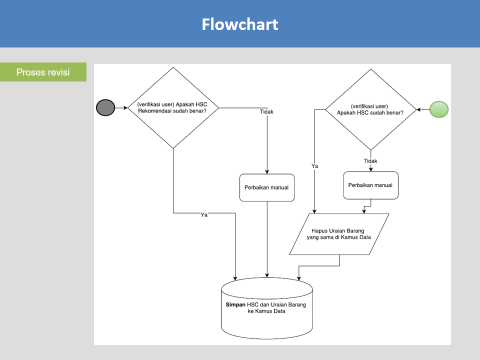 Flowchart
Proses revisi
(verifikasi user) Apakah HSC
Rekomendasi sudah benar?
Tidak
Perbaikan manual
Ya
(verifikasi user)
Apakah HSC sudah benar?
Tidak
Ya
Perbaikan manual
Hapus Uraian Barang
yang sama di Kamus Data
Simpan HSC dan Uraian Barang
ke Kamus Data